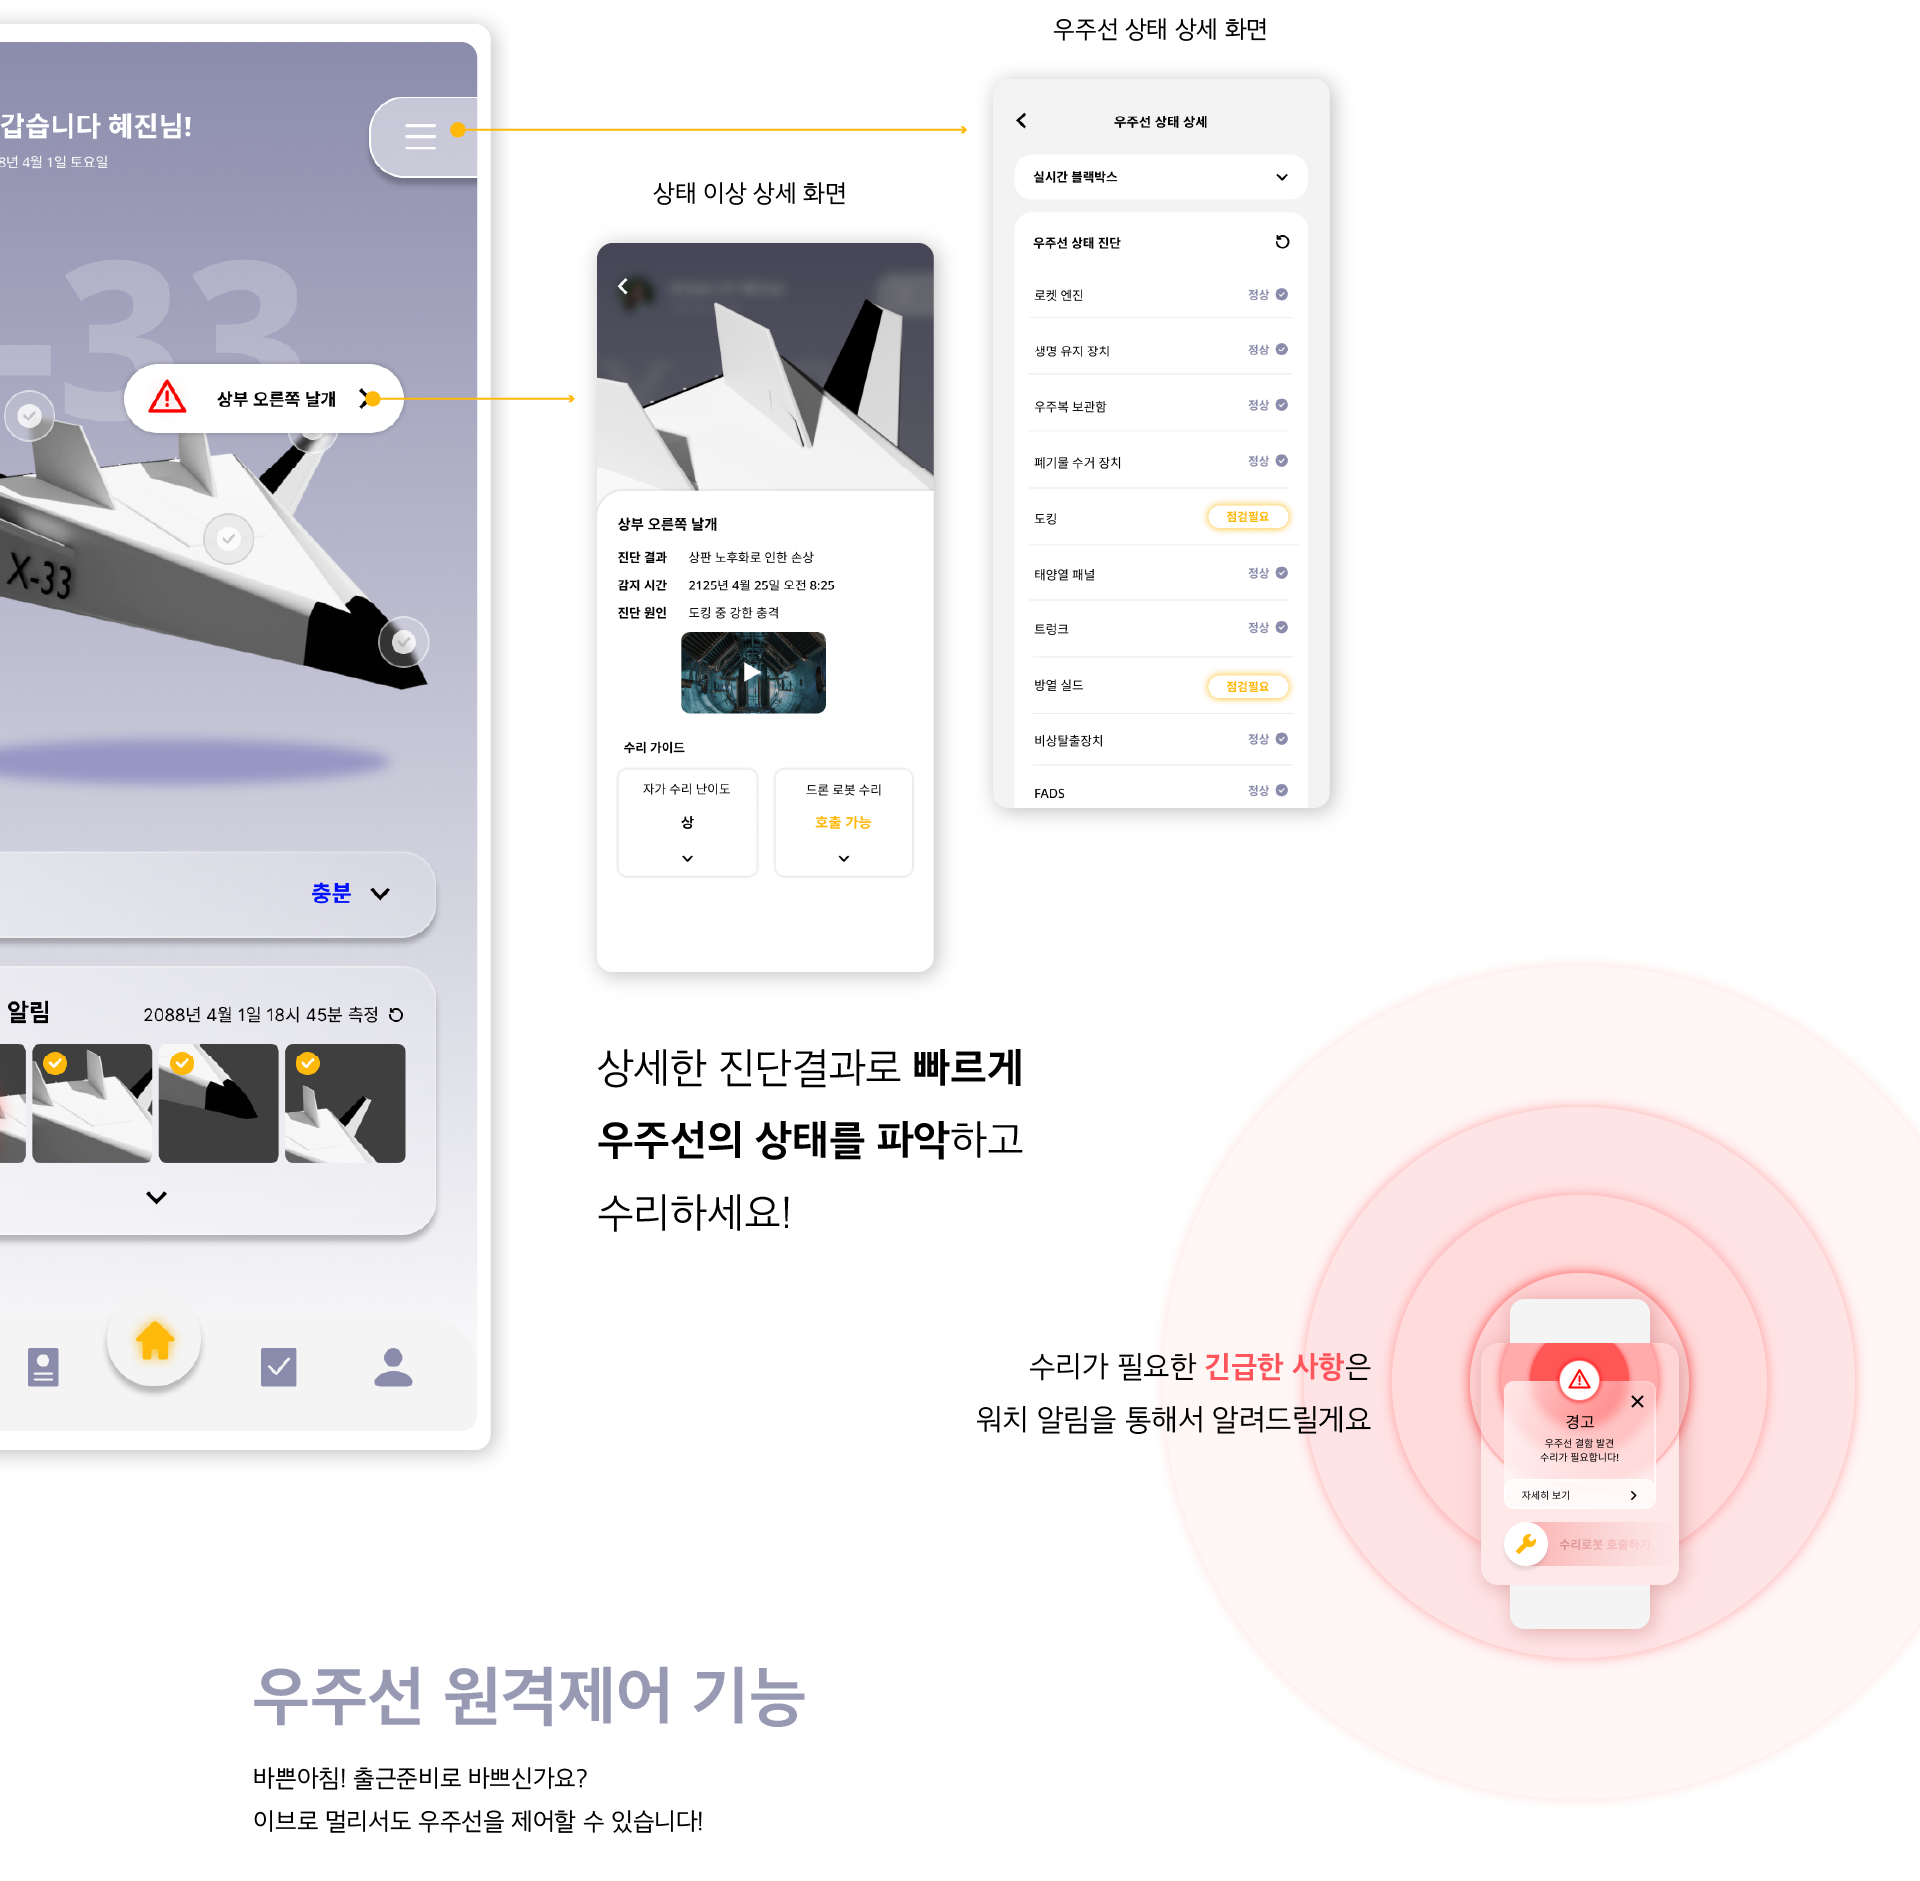 우주선 상태 상세 화면
갑습니다 혜진님!
8년 4월 1일 토요일
-33
상부 오른쪽 날개
X-33
충분
알림
2088년 4월 1일 18시 45분 측정
상태 이상 상세 화면
상부 오른쪽 날개
진단 결과 상판 노후화로 인한 손상
감지 시간 2125년 4월 25일 오전 8:25
진단 원인 도킹 중 강한 충격
수리 가이드
자가 수리 난이도
상
드론 로봇 수리
호출 가능
우주선 상태 상세
실시간 블랙박스
우주선 상태 진단
로켓 엔진 정상
생명 유지 장치 정상
우주복 보관함 정상
폐기물 수거 장치 정상
도킹 점검필요
태양열 패널 정상
트렁크 정상
방열 실드 점검필요
비상탈출장치 정상
FADS 정상
상세한 진단결과로 빠르게
우주선의 상태를 파악하고
수리하세요!
수리가 필요한 긴급한 사항은
워치 알림을 통해서 알려드릴게요
경고
우주선 결함 발견
수리가 필요합니다!
자세히 보기
수리로봇 호출하기
우주선 원격제어 기능
바쁜아침! 출근준비로 바쁘신가요?
이브로 멀리서도 우주선을 제어할 수 있습니다!